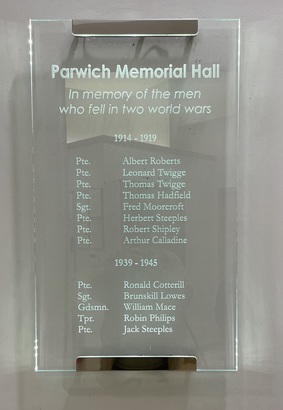 Parwich Memorial Hall
In memory of the men
who fell in two world wars
1914 - 1919
Pte. Albert Roberts
Pte. Leonard Twigge
Pte. Thomas Twigge
Pte. Thomas Hadfield
Sgt. Fred Moorcroft
Pte. Herbert Steeples
Pte. Robert Shipley
Pte. Arthur Calladine
1939 - 1945
Pte. Ronald Cotterill
Sgt. Brunskill Lowes
Gdsmn. William Mace
Tpr. Robin Philips
Pte. Jack Steeples